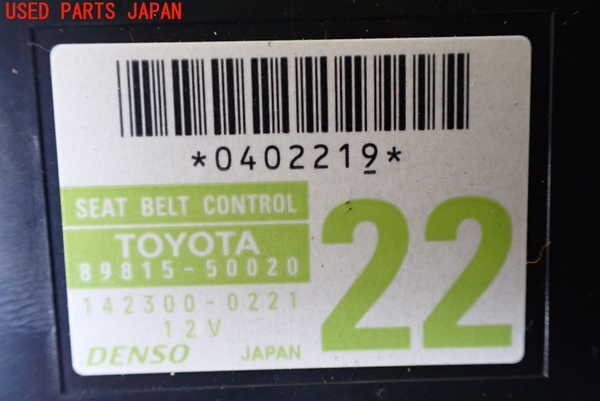 USED PARTS JAPAN
*0402219*
SEAT BELT CONTROL
TOYOTA
89815-50020
142300-0221
12V
DENSO JAPAN
22